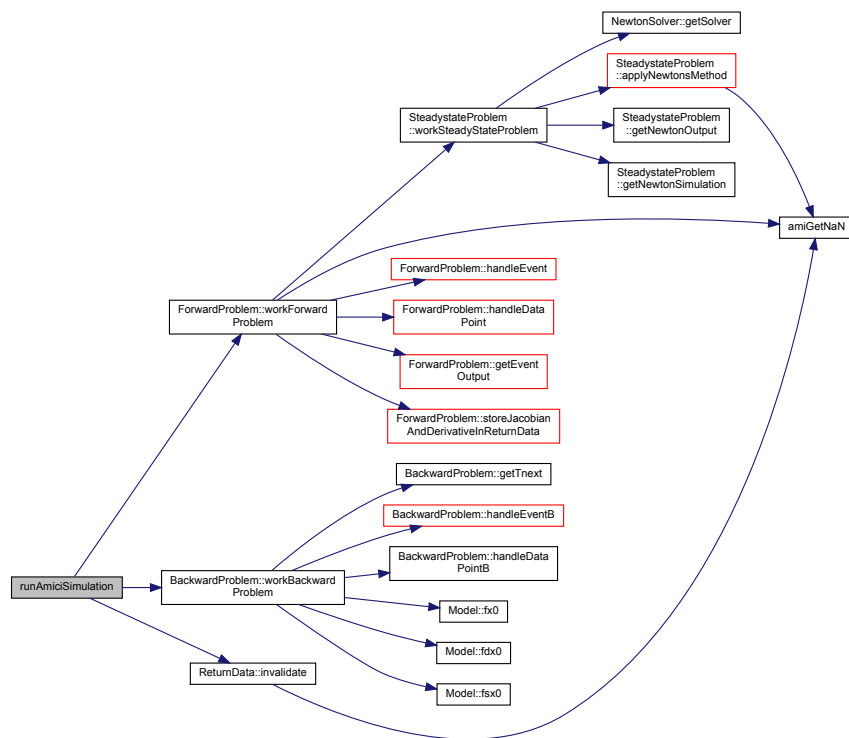 NewtonSolver::getSolver
SteadystateProblem
::applyNewtonsMethod
SteadystateProblem
::workSteadyStateProblem
SteadystateProblem
::getNewtonOutput
SteadystateProblem
::getNewtonSimulation
amiGetNaN
ForwardProblem::handleEvent
ForwardProblem::workForward
Problem
ForwardProblem::handleData
Point
ForwardProblem::getEvent
Output
ForwardProblem::storeJacobian
AndDerivativeInReturnData
BackwardProblem::getTnext
BackwardProblem::handleEventB
BackwardProblem::handleData
PointB
runAmiciSimulation
BackwardProblem::workBackward
Problem
Model::fx0
Model::fdx0
ReturnData::invalidate
Model::fsx0